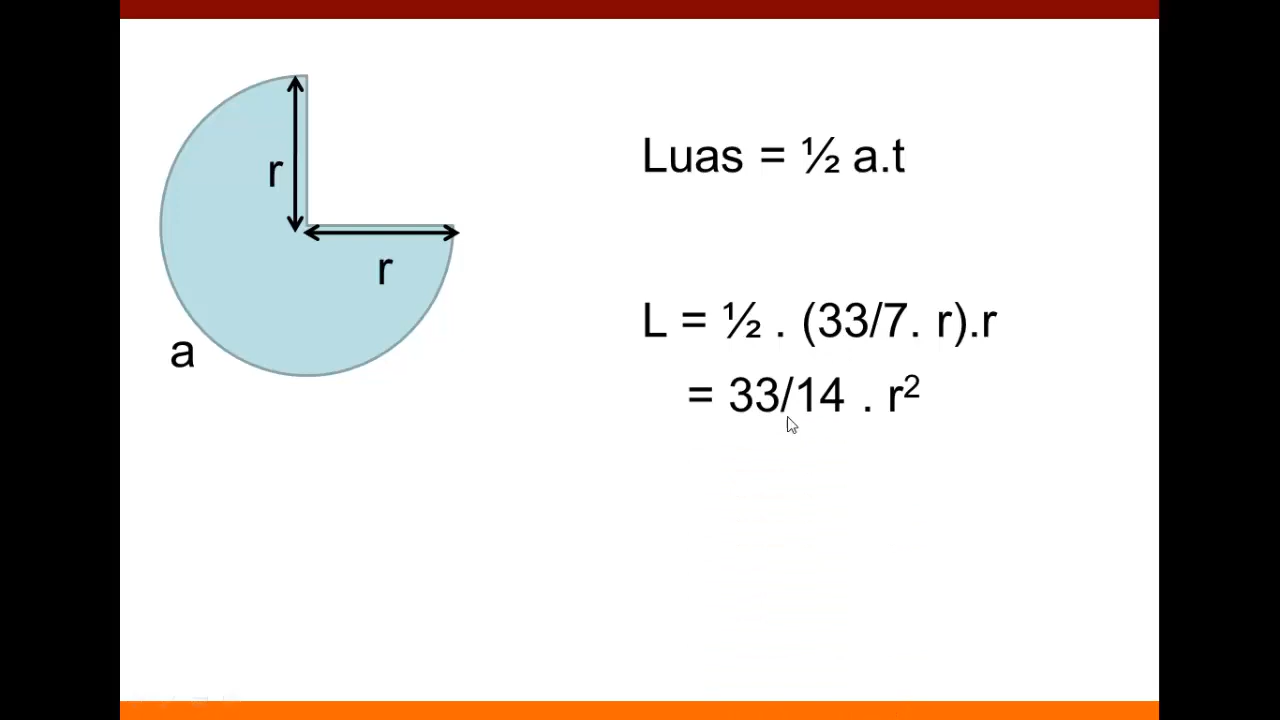 r
r
a
Luas = ½ a.t
L = ½ . (33/7. r).r
= 33/14 . r²